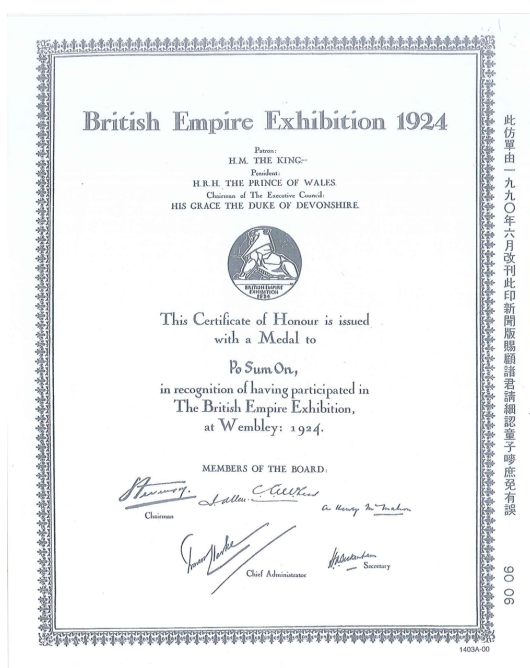 British Empire Exhibition 1924
Patron:
H.M. THE KING.
President:
H.R.H. THE PRINCE OF WALES.
Chairman of The Executive Council:
HIS GRACE THE DUKE OF DEVONSHIRE.
BRITISH EMPIRE
EXHIBITION
1924
This Certificate of Honour is issued
with a Medal to
Po Sum On,
in recognition of having participated in
The British Empire Exhibition,
at Wembley: 1924.
MEMBERS OF THE BOARD:
Chairman
Henry McMahon
Chief Administrator
Secretary
此仿單由一九九〇年六月改刊此印新聞版賜顧諸君請細認童子嘜庶免有誤
90 06
1403A-00